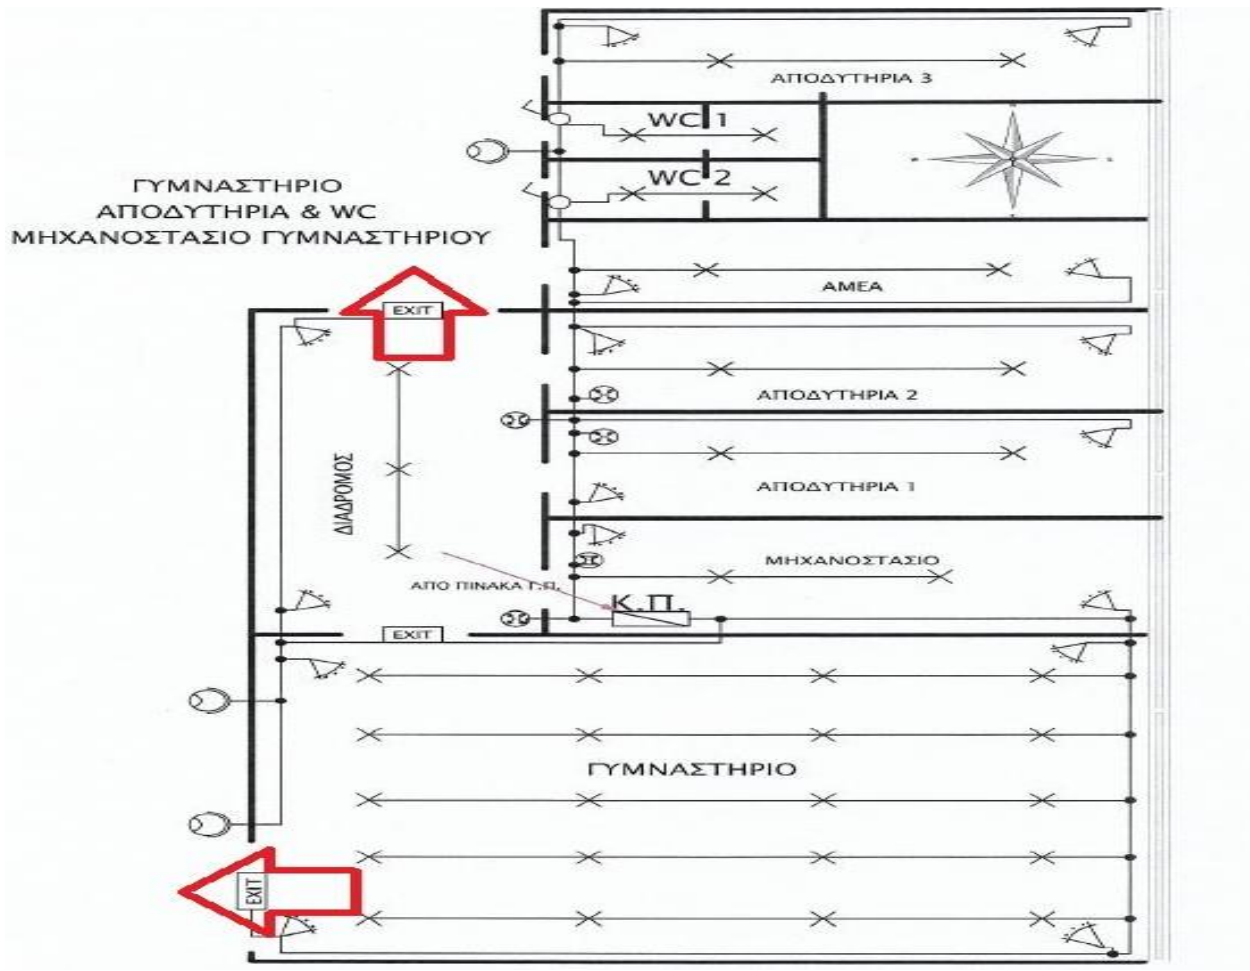 ΑΠΟΔΥΤΗΡΙΑ 3
WC 1
WC 2
ΓΥΜΝΑΣΤΗΡΙΟ
ΑΠΟΔΥΤΗΡΙΑ & WC
ΜΗΧΑΝΟΣΤΑΣΙΟ ΓΥΜΝΑΣΤΗΡΙΟΥ
ΑΜΕΑ
EXIT
ΑΠΟΔΥΤΗΡΙΑ 2
ΔΙΑΔΡΟΜΟΣ
ΑΠΟΔΥΤΗΡΙΑ 1
ΜΗΧΑΝΟΣΤΑΣΙΟ
ΑΠΟ ΠΙΝΑΚΑ Γ.Π.
Κ.Π.
EXIT
ΓΥΜΝΑΣΤΗΡΙΟ
EXIT